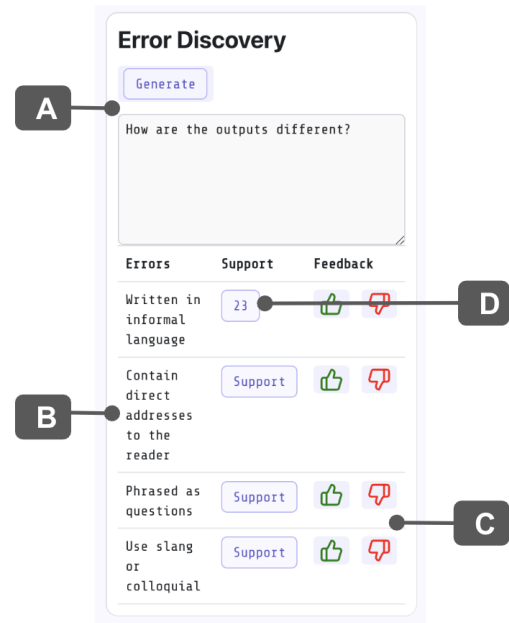 Error Discovery
Generate
A
How are the outputs different?
Errors Support Feedback
Written in
informal
language
23
D
Contain
direct
addresses
to the
reader
Support
B
Phrased as
questions
Support
C
Use slang
or
colloquial
Support